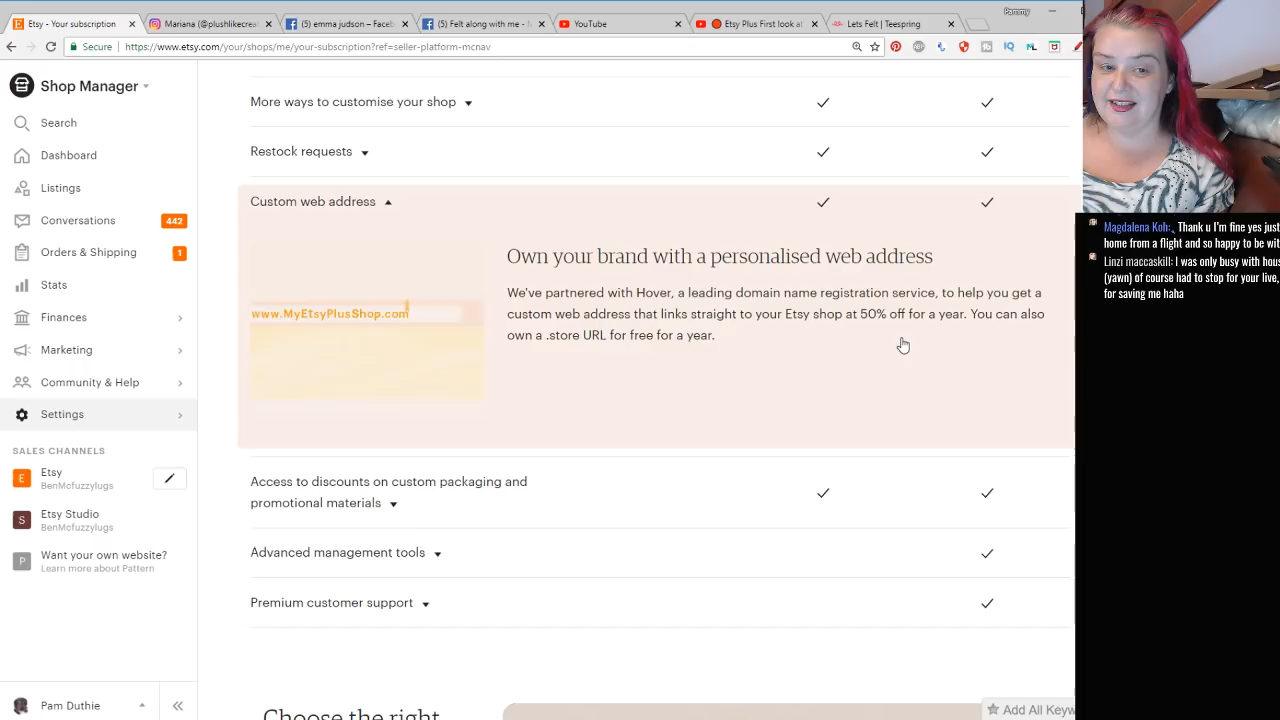 Pammy
Etsy - Your subscription
Mariana (@plushlikecreat
(5) emma judson – Faceb
(5) Felt along with me - M
YouTube
Etsy Plus First look at
Lets Felt | Teespring
Secure
https://www.etsy.com/your/shops/me/your-subscription?ref=seller-platform-mcnav
Shop Manager
Search
Dashboard
Listings
Conversations 442
Orders & Shipping 1
Stats
Finances
Marketing
Community & Help
Settings
SALES CHANNELS
E Etsy
BenMcfuzzylugs
S Etsy Studio
BenMcfuzzylugs
P Want your own website?
Learn more about Pattern
Pam Duthie
More ways to customise your shop
Restock requests
Custom web address
www.MyEtsyPlusShop.com
Own your brand with a personalised web address
We've partnered with Hover, a leading domain name registration service, to help you get a
custom web address that links straight to your Etsy shop at 50% off for a year. You can also
own a .store URL for free for a year.
Access to discounts on custom packaging and
promotional materials
Advanced management tools
Premium customer support
Choose the right
Add All Keyw
Magdalena Koh: Thank u I'm fine yes just
home from a flight and so happy to be wit
Linzi maccaskill: I was only busy with hous
(yawn) of course had to stop for your live,
for saving me haha